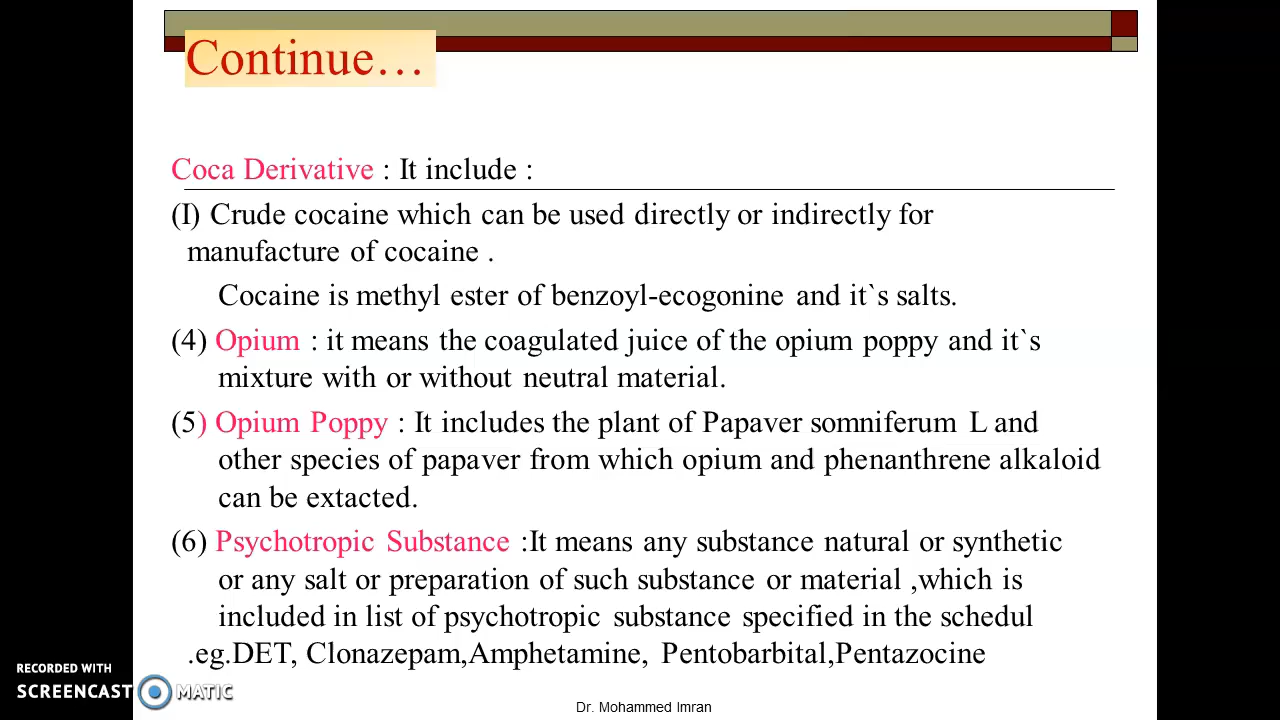 Continue…
Coca Derivative : It include :
(I) Crude cocaine which can be used directly or indirectly for
manufacture of cocaine .
Cocaine is methyl ester of benzoyl-ecogonine and it`s salts.
(4) Opium : it means the coagulated juice of the opium poppy and it`s
mixture with or without neutral material.
(5) Opium Poppy : It includes the plant of Papaver somniferum L and
other species of papaver from which opium and phenanthrene alkaloid
can be extacted.
(6) Psychotropic Substance :It means any substance natural or synthetic
or any salt or preparation of such substance or material ,which is
included in list of psychotropic substance specified in the schedul
.eg.DET, Clonazepam,Amphetamine, Pentobarbital,Pentazocine
RECORDED WITH
SCREENCAST MATIC
Dr. Mohammed Imran